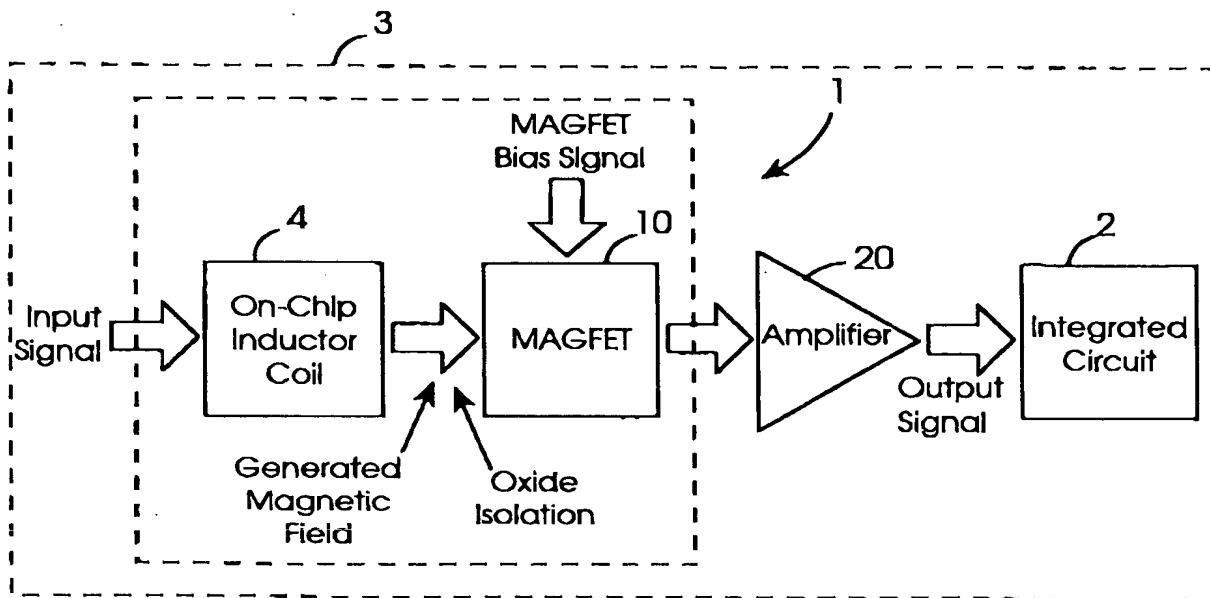 3
1
MAGFET
Bias Signal
4
10
20
2
Input
Signal
On-Chip
Inductor
Coil
MAGFET
Amplifier
Integrated
Circuit
Output
Signal
Generated
Magnetic
Field
Oxide
Isolation